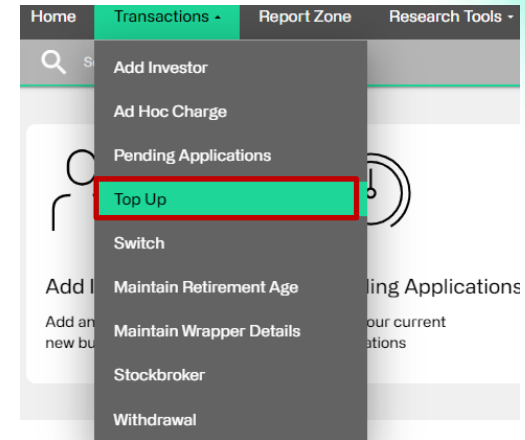 Home Transactions Report Zone Research Tools
Add Investor
Ad Hoc Charge
Pending Applications
Top Up
Switch
Add Maintain Retirement Age ing Applications
Add an Maintain Wrapper Details our current
new bu ations
Stockbroker
Withdrawal